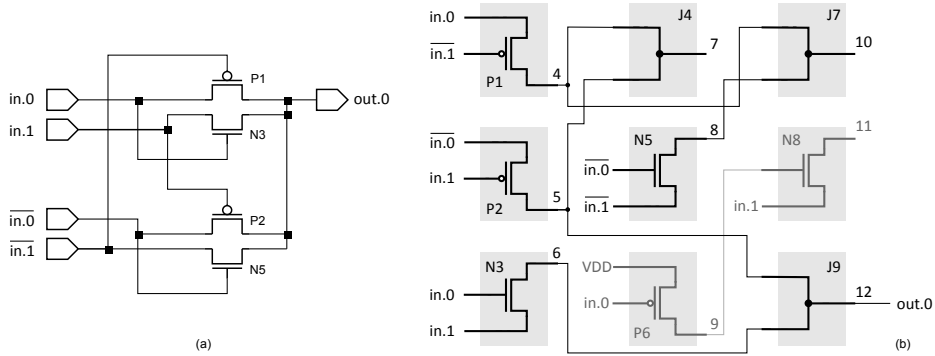 in.0
in.1
in̅.̅0̅
in̅.̅1̅
P1
N3
P2
N5
out.0
(a)
in.0
in̅.̅1̅
P1
4
J4
7
J7
10
in̅.̅0̅
in.1
P2
5
N5
8
in̅.̅0̅
in̅.̅1̅
N8
11
in.1
N3
6
in.0
in.1
VDD
in.0
P6
9
J9
12
out.0
(b)